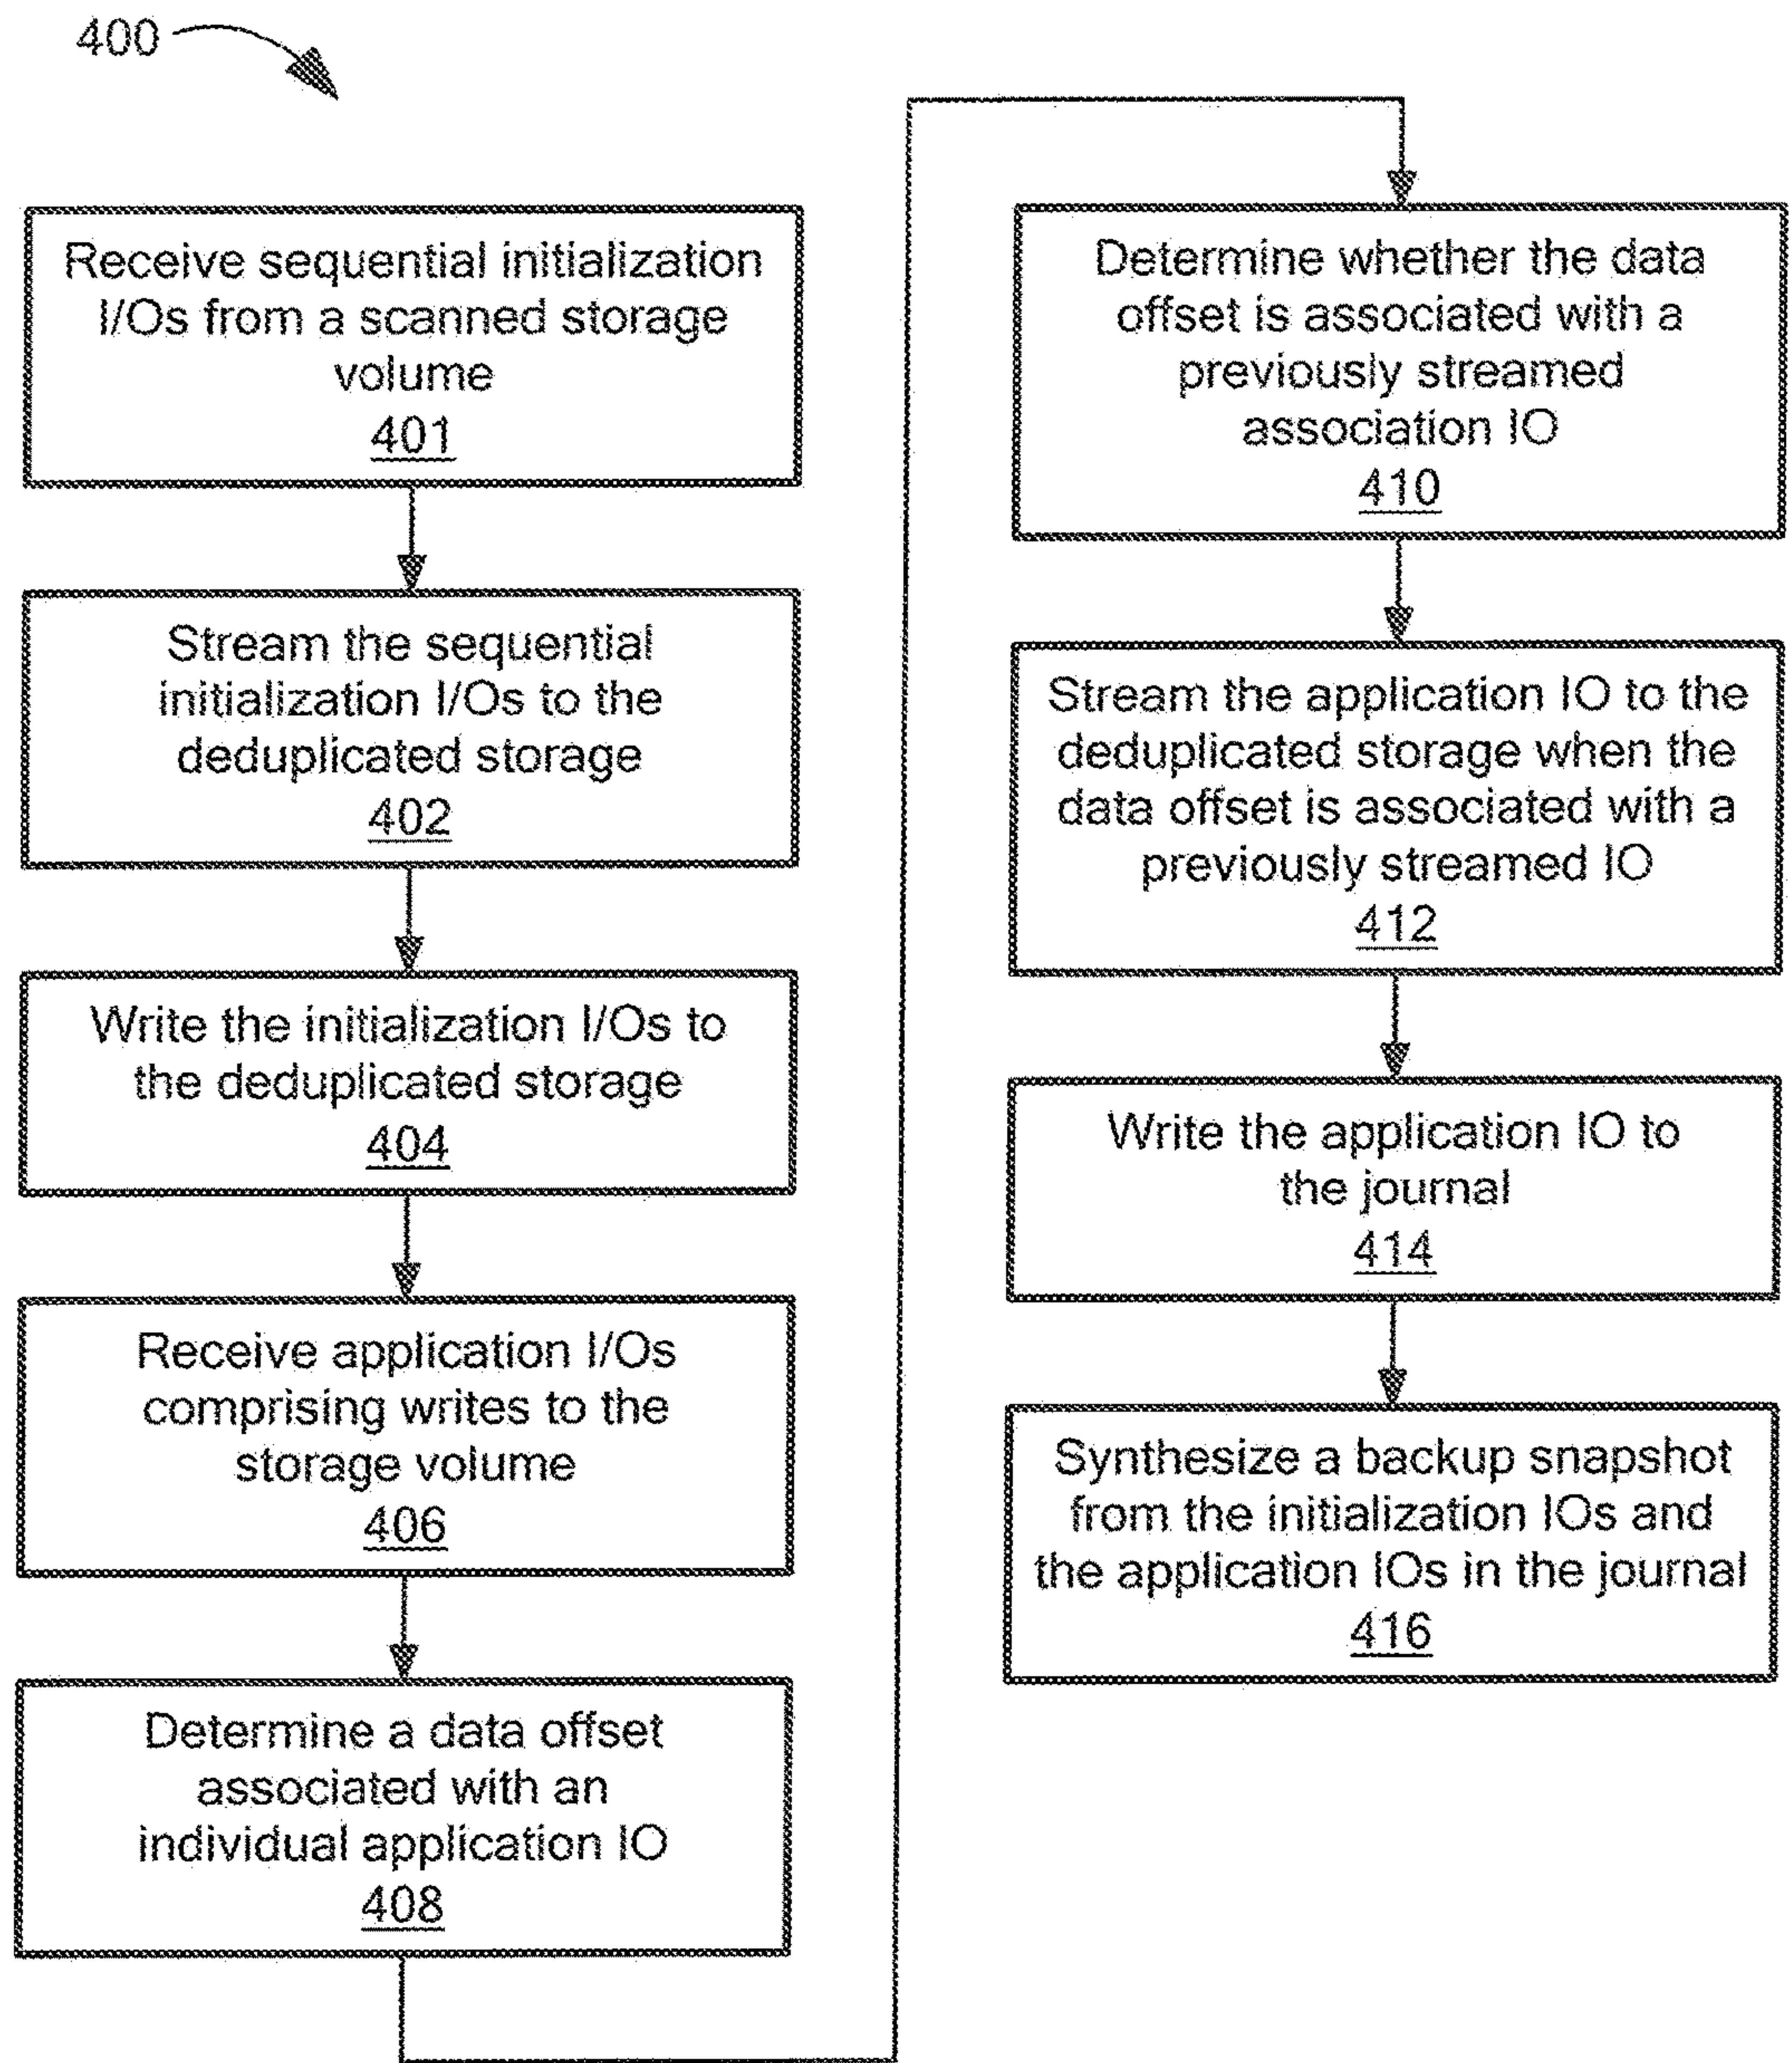 400
Receive sequential initialization
I/Os from a scanned storage
volume
401
Stream the sequential
initialization I/Os to the
deduplicated storage
402
Write the initialization I/Os to
the deduplicated storage
404
Receive application I/Os
comprising writes to the
storage volume
406
Determine a data offset
associated with an
individual application IO
408
Determine whether the data
offset is associated with a
previously streamed
association IO
410
Stream the application IO to the
deduplicated storage when the
data offset is associated with a
previously streamed IO
412
Write the application IO to
the journal
414
Synthesize a backup snapshot
from the initialization IOs and
the application IOs in the journal
416